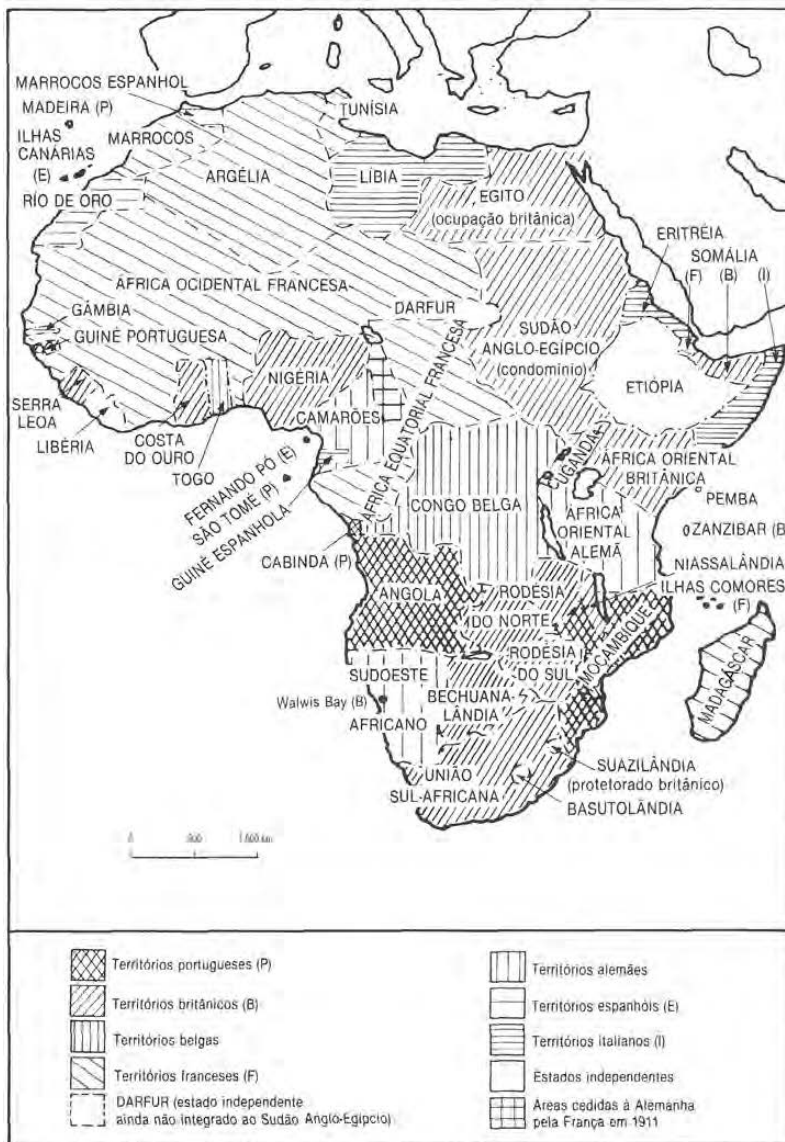 MARROCOS ESPANHOL
MADEIRA (P)
TUNÍSIA
MARROCOS
ILHAS
CANÁRIAS
(E)
ARGÉLIA
LÍBIA
EGITO
(ocupação britânica)
RÍO DE ORO
ERITRÉIA
SOMÁLIA
(F) (B) (I)
ÁFRICA OCIDENTAL FRANCESA
GÂMBIA
DARFUR
GUINÉ PORTUGUESA
SUDÃO
ANGLO-EGÍPCIO
(condomínio)
NIGÉRIA
ETIÓPIA
SERRA
LEOA
LIBÉRIA
COSTA
DO OURO
TOGO
CAMARÕES
ÁFRICA EQUATORIAL FRANCESA
UGANDA
ÁFRICA ORIENTAL
BRITÂNICA
FERNANDO PÓ (E)
SÃO TOMÉ (P)
GUINÉ ESPANHOLA
CONGO BELGA
ÁFRICA
ORIENTAL
ALEMÃ
PEMBA
ZANZIBAR (B
CABINDA (P)
NIASSALÂNDIA
ILHAS COMORES
(F)
ANGOLA
RODÉSIA
DO NORTE
RODÉSIA
DO SUL
MOÇAMBIQUE
MADAGÁSCAR
SUDOESTE
AFRICANO
Walwis Bay (B)
BECHUANA-
LÂNDIA
UNIÃO
SUL-AFRICANA
SUAZILÂNDIA
(protetorado britânico)
BASUTOLÂNDIA
0
Territórios portugueses (P)
Territórios britânicos (B)
Territórios belgas
Territórios franceses (F)
DARFUR (estado independente
ainda não integrado ao Sudão Anglo-Egípcio)
Territórios alemães
Territórios espanhóis (E)
Territórios italianos (I)
Estados independentes
Áreas cedidas à Alemanha
pela França em 1911